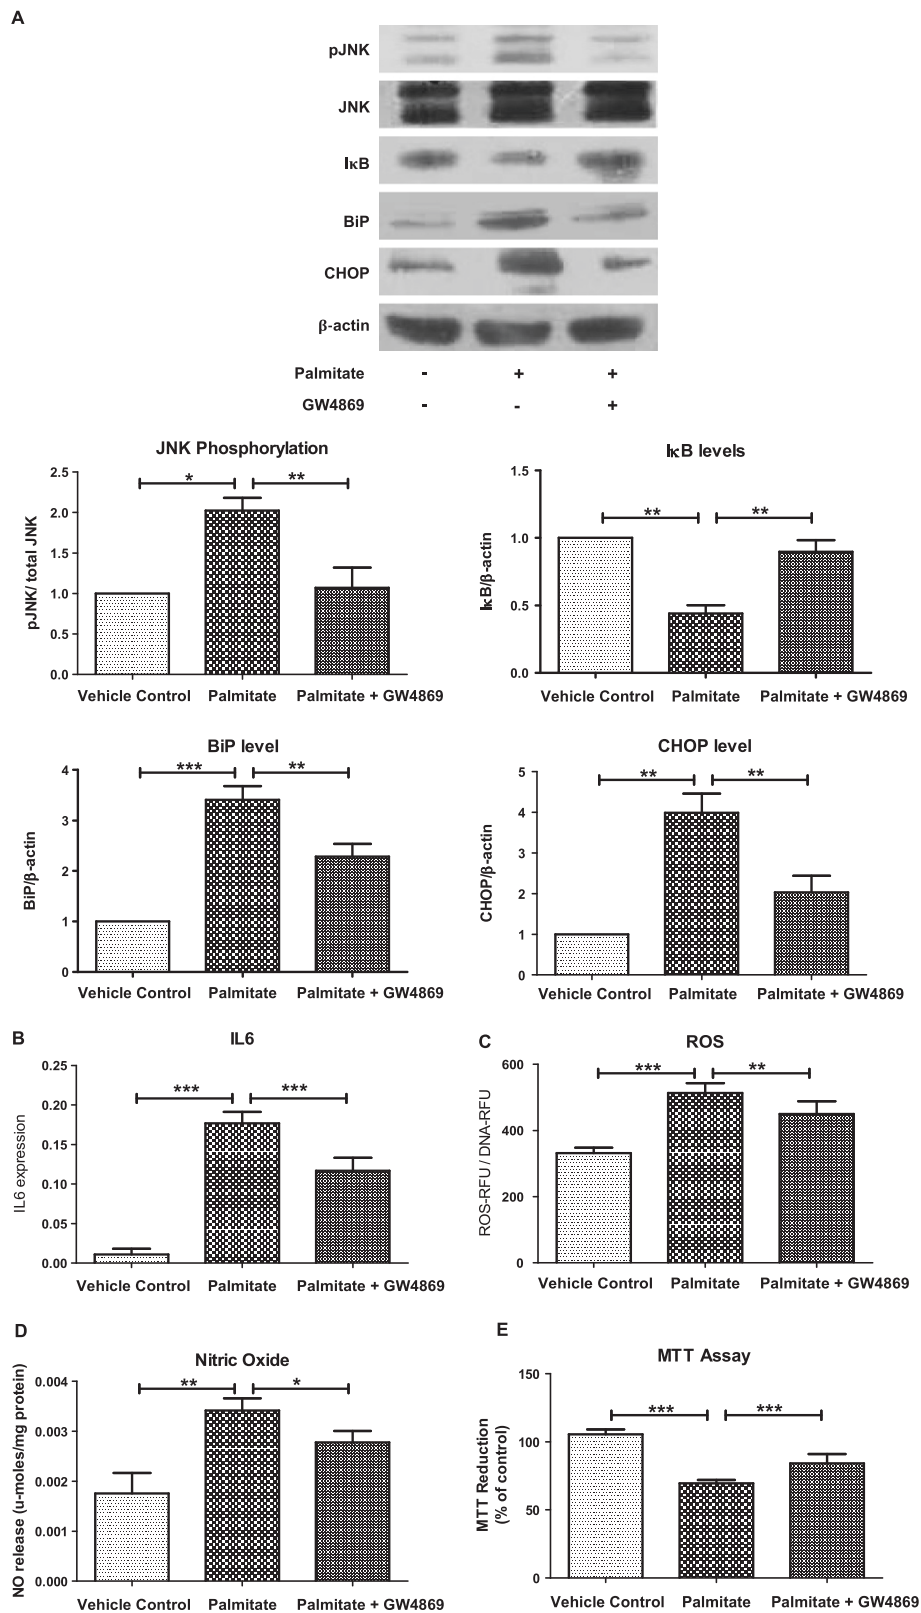 A
pJNK
JNK
IκB
BiP
CHOP
β-actin
Palmitate - + +
GW4869 - - +
JNK Phosphorylation
2.5
2.0
1.5
1.0
0.5
0.0
pJNK/ total JNK
* **
Vehicle Control Palmitate Palmitate + GW4869
IκB levels
1.5
1.0
0.5
0.0
IκB/β-actin
** **
Vehicle Control Palmitate Palmitate + GW4869
BiP level
4
3
2
1
0
BiP/β-actin
*** **
Vehicle Control Palmitate Palmitate + GW4869
CHOP level
5
4
3
2
1
0
CHOP/β-actin
** **
Vehicle Control Palmitate Palmitate + GW4869
B
IL6
0.25
0.20
0.15
0.10
0.05
0.00
IL6 expression
*** ***
Vehicle Control Palmitate Palmitate + GW4869
C
ROS
600
400
200
0
ROS-RFU / DNA-RFU
*** **
Vehicle Control Palmitate Palmitate + GW4869
D
Nitric Oxide
0.004
0.003
0.002
0.001
0.000
NO release (u-moles/mg protein)
** *
Vehicle Control Palmitate Palmitate + GW4869
E
MTT Assay
150
100
50
0
MTT Reduction
(% of control)
*** ***
Vehicle Control Palmitate Palmitate + GW4869